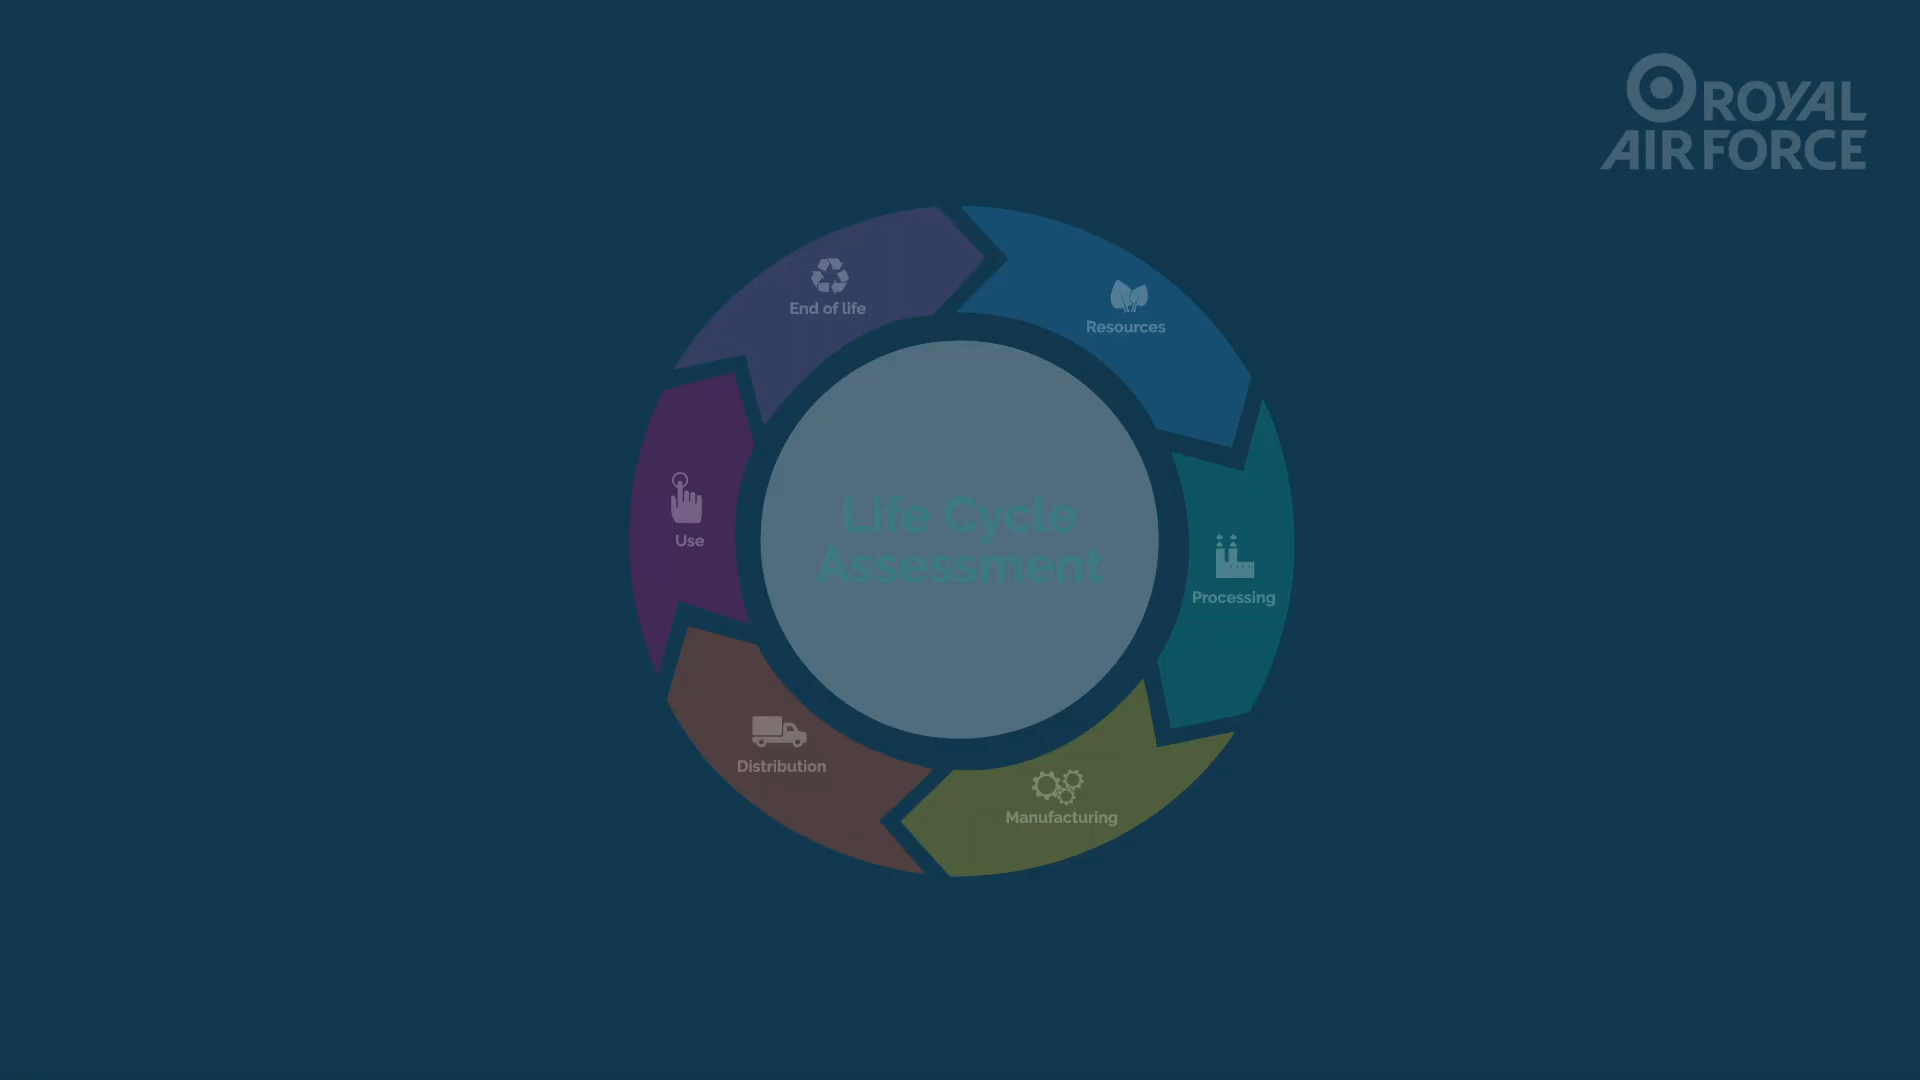 ROYAL
AIR FORCE
End of life
Resources
Use
Life Cycle
Assessment
Processing
Distribution
Manufacturing